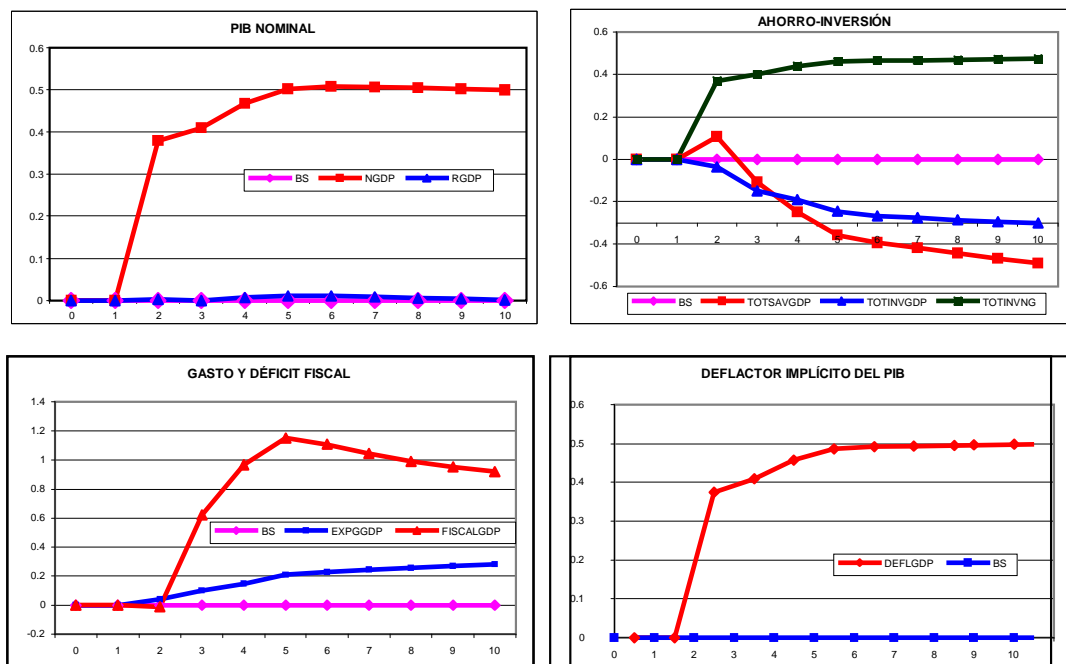 PIB NOMINAL
0.6
0.5
0.4
0.3
0.2
0.1
0
BS NGDP RGDP
0 1 2 3 4 5 6 7 8 9 10
AHORRO-INVERSIÓN
0.6
0.4
0.2
0
-0.2
-0.4
-0.6
0 1 2 3 4 5 6 7 8 9 10
BS TOTSAVGDP TOTINVGDP TOTINVNG
GASTO Y DÉFICIT FISCAL
1.4
1.2
1
0.8
0.6
0.4
0.2
0
-0.2
BS EXPGGDP FISCALGDP
0 1 2 3 4 5 6 7 8 9 10
DEFLACTOR IMPLÍCITO DEL PIB
0.6
0.5
0.4
0.3
0.2
0.1
0
DEFLGDP BS
0 1 2 3 4 5 6 7 8 9 10